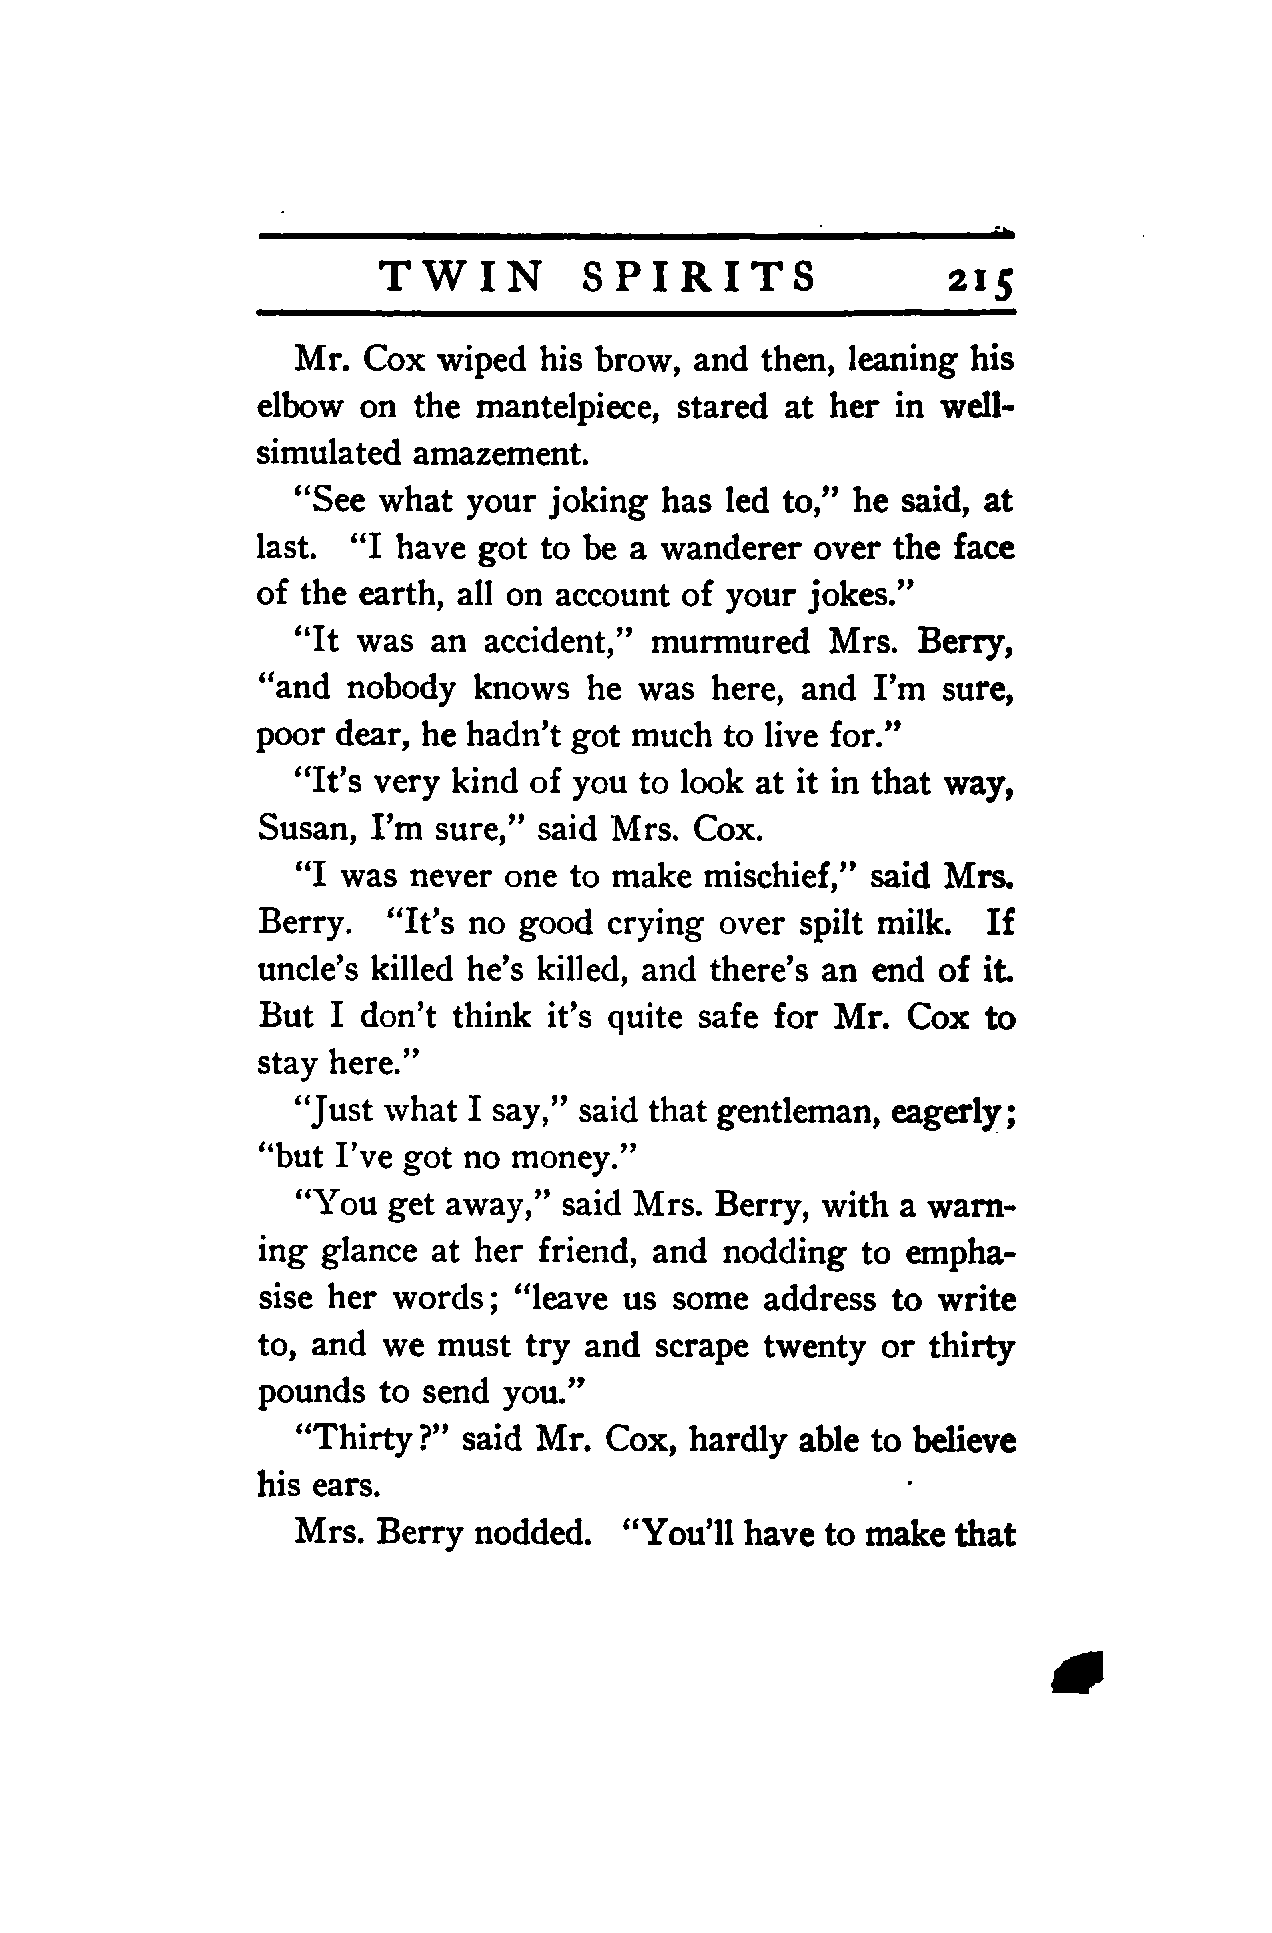 TWIN SPIRITS 215
Mr. Cox wiped his brow, and then, leaning his
elbow on the mantelpiece, stared at her in well-
simulated amazement.
"See what your joking has led to," he said, at
last. "I have got to be a wanderer over the face
of the earth, all on account of your jokes."
"It was an accident," murmured Mrs. Berry,
"and nobody knows he was here, and I'm sure,
poor dear, he hadn't got much to live for."
"It's very kind of you to look at it in that way,
Susan, I'm sure," said Mrs. Cox.
"I was never one to make mischief," said Mrs.
Berry. "It's no good crying over spilt milk. If
uncle's killed he's killed, and there's an end of it.
But I don't think it's quite safe for Mr. Cox to
stay here."
"Just what I say," said that gentleman, eagerly;
"but I've got no money."
"You get away," said Mrs. Berry, with a warn-
ing glance at her friend, and nodding to empha-
sise her words; "leave us some address to write
to, and we must try and scrape twenty or thirty
pounds to send you."
"Thirty?" said Mr. Cox, hardly able to believe
his ears.
Mrs. Berry nodded. "You'll have to make that